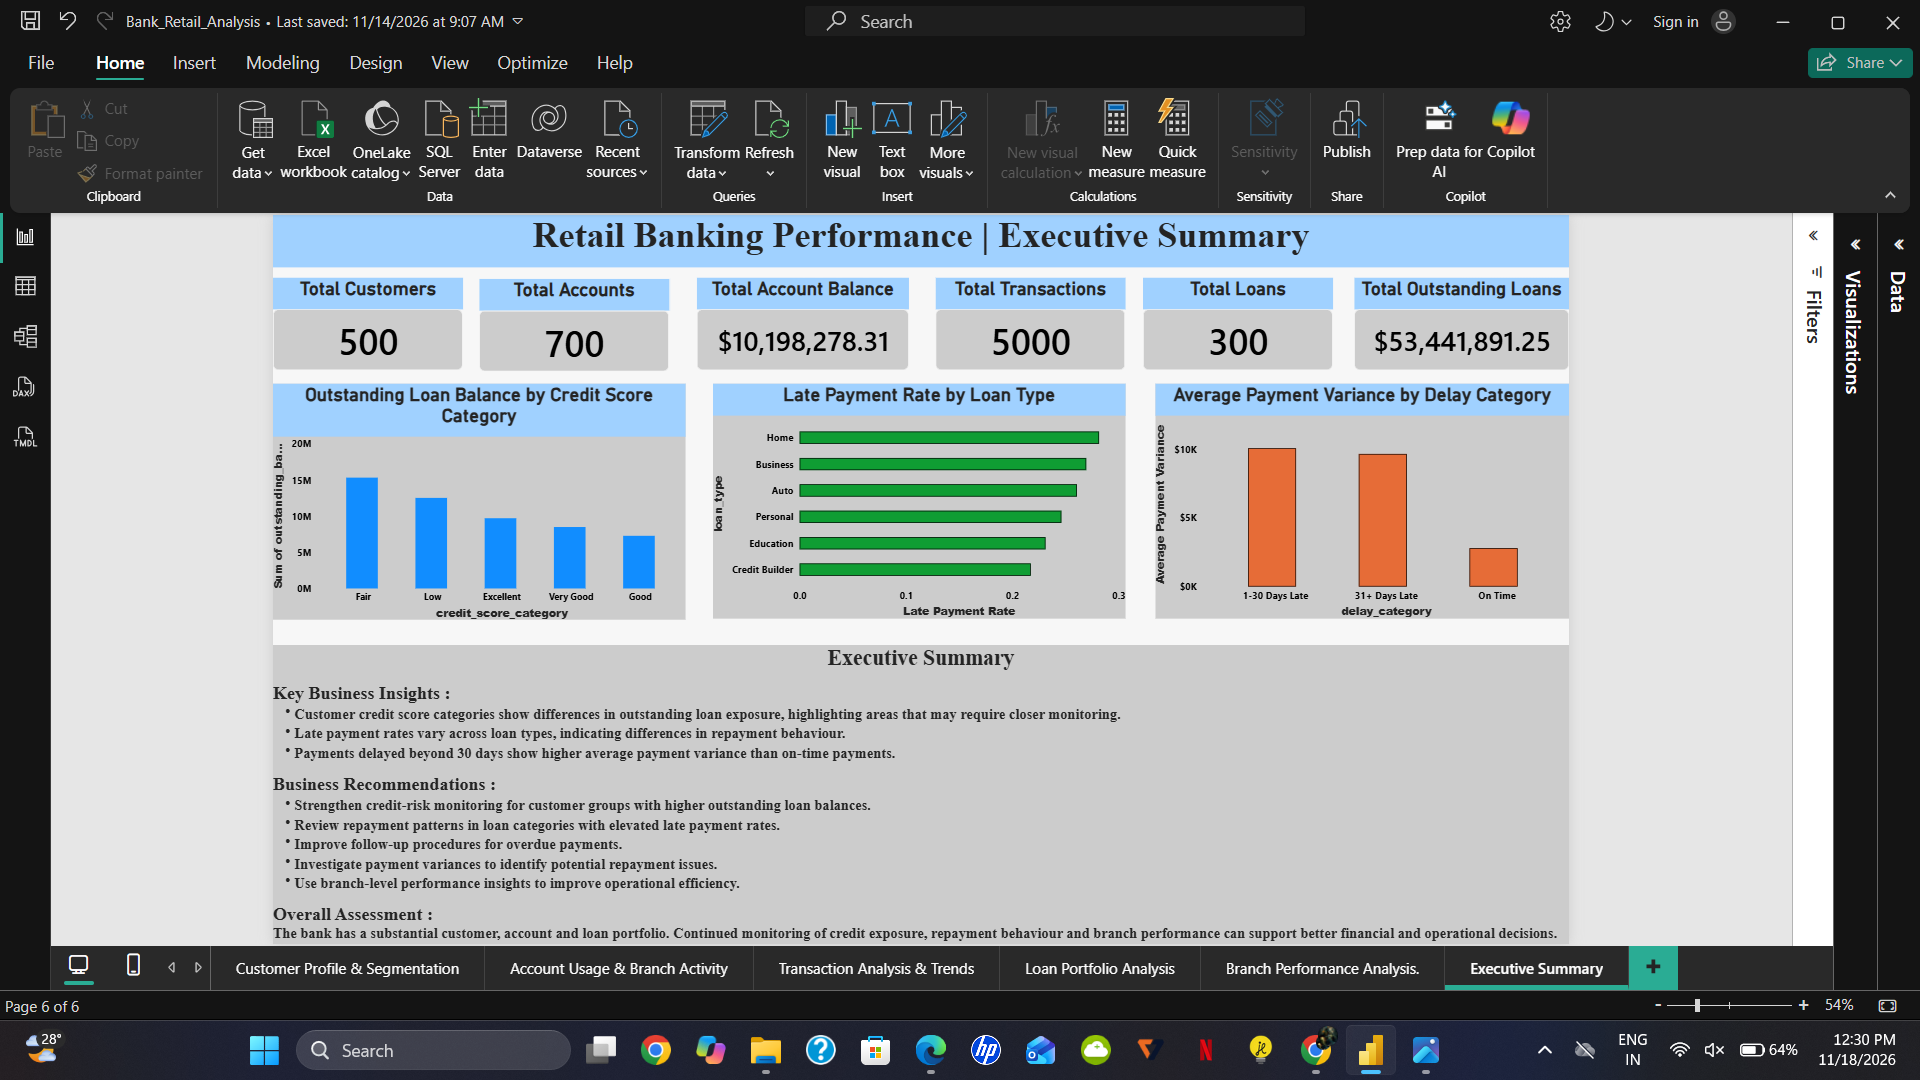 Bank_Retail_Analysis • Last saved: 11/14/2026 at 9:07 AM
Search
Sign in
File
Home
Insert
Modeling
Design
View
Optimize
Help
Share
Paste
Cut
Copy
Format painter
Clipboard
Get data
Excel workbook
OneLake catalog
SQL Server
Enter data
Dataverse
Recent sources
Data
Transform data
Refresh
Queries
New visual
A
Text box
More visuals
Insert
New visual calculation
New measure
Quick measure
Calculations
Sensitivity
Sensitivity
Publish
Share
Prep data for AI
Copilot
Copilot
DAX
TMDL
Retail Banking Performance | Executive Summary
Total Customers
500
Total Accounts
700
Total Account Balance
$10,198,278.31
Total Transactions
5000
Total Loans
300
Total Outstanding Loans
$53,441,891.25
Outstanding Loan Balance by Credit Score
Category
Sum of outstanding_ba...
20M
15M
10M
5M
0M
Fair
Low
Excellent
Very Good
Good
credit_score_category
Late Payment Rate by Loan Type
loan_type
Home
Business
Auto
Personal
Education
Credit Builder
0.0
0.1
0.2
0.3
Late Payment Rate
Average Payment Variance by Delay Category
Average Payment Variance
$10K
$5K
$0K
1-30 Days Late
31+ Days Late
On Time
delay_category
Filters
Visualizations
Data
Executive Summary
Key Business Insights :
• Customer credit score categories show differences in outstanding loan exposure, highlighting areas that may require closer monitoring.
• Late payment rates vary across loan types, indicating differences in repayment behaviour.
• Payments delayed beyond 30 days show higher average payment variance than on-time payments.
Business Recommendations :
• Strengthen credit-risk monitoring for customer groups with higher outstanding loan balances.
• Review repayment patterns in loan categories with elevated late payment rates.
• Improve follow-up procedures for overdue payments.
• Investigate payment variances to identify potential repayment issues.
• Use branch-level performance insights to improve operational efficiency.
Overall Assessment :
The bank has a substantial customer, account and loan portfolio. Continued monitoring of credit exposure, repayment behaviour and branch performance can support better financial and operational decisions.
Customer Profile & Segmentation
Account Usage & Branch Activity
Transaction Analysis & Trends
Loan Portfolio Analysis
Branch Performance Analysis.
Executive Summary
+
Page 6 of 6
- + 54%
28°
Search
hp
N
ENG
IN
64%
12:30 PM
11/18/2026